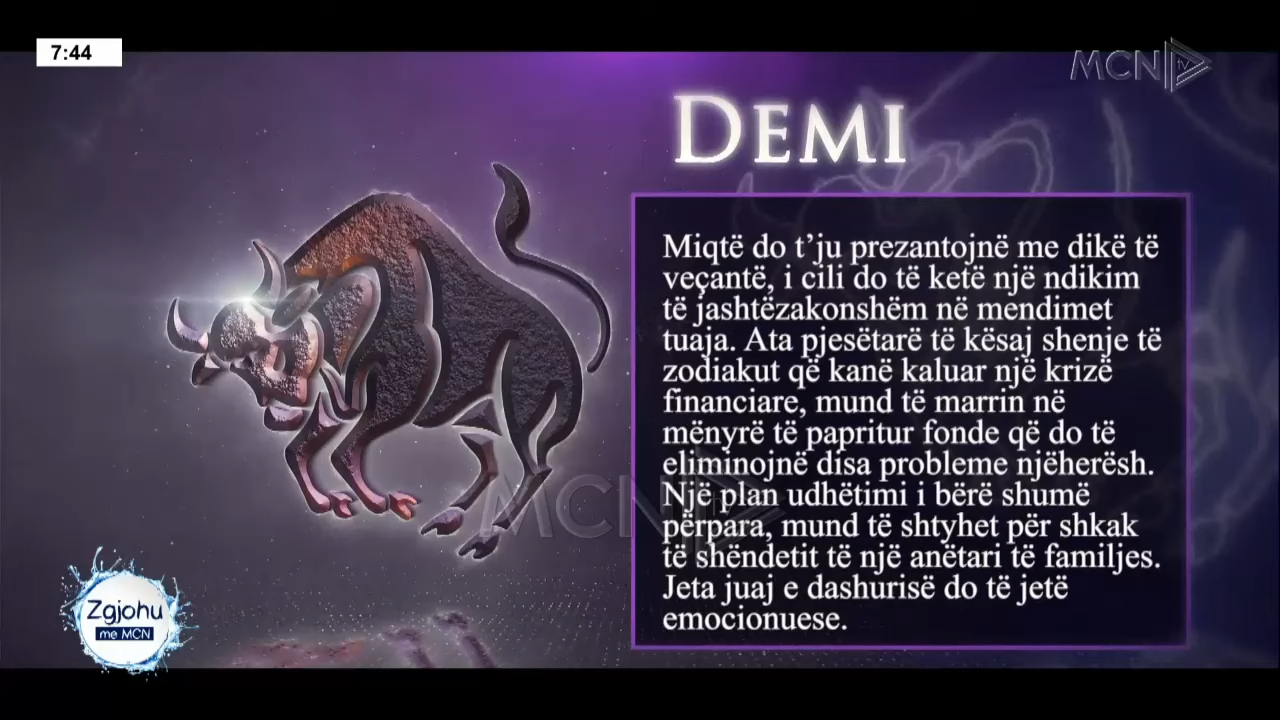 7:44
MCN tv
DEMI
Miqtë do t’ju prezantojnë me dikë të
veçantë, i cili do të ketë një ndikim
të jashtëzakonshëm në mendimet
tuaja. Ata pjesëtarë të kësaj shenje të
zodiakut që kanë kaluar një krizë
financiare, mund të marrin në
mënyrë të papritur fonde që do të
eliminojnë disa probleme njëherësh.
Një plan udhëtimi i bërë shumë
përpara, mund të shtyhet për shkak
të shëndetit të një anëtari të familjes.
Jeta juaj e dashurisë do të jetë
emocionuese.
MCN tv
Zgjohu
me MCN